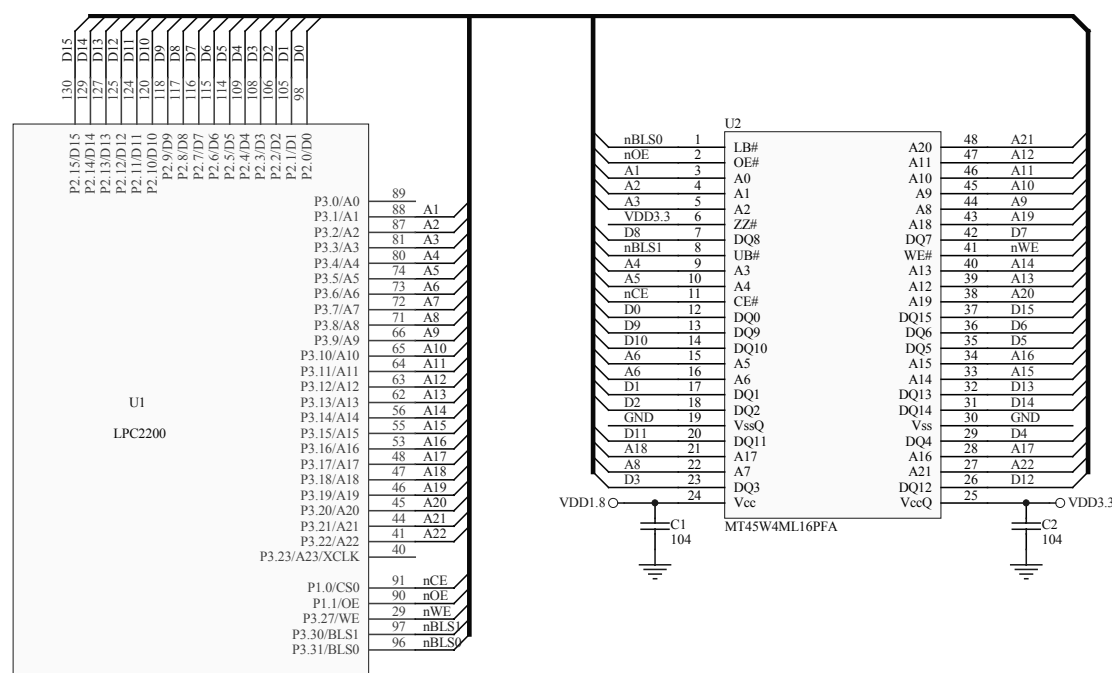 D15 D14 D13 D12 D11 D10 D9 D8 D7 D6 D5 D4 D3 D2 D1 D0
130 129 127 125 124 120 118 117 116 115 114 109 108 106 105 98
P2.15/D15 P2.14/D14 P2.13/D13 P2.12/D12 P2.11/D11 P2.10/D10 P2.9/D9 P2.8/D8 P2.7/D7 P2.6/D6 P2.5/D5 P2.4/D4 P2.3/D3 P2.2/D2 P2.1/D1 P2.0/D0
P3.0/A0 89
P3.1/A1 88 A1
P3.2/A2 87 A2
P3.3/A3 81 A3
P3.4/A4 80 A4
P3.5/A5 74 A5
P3.6/A6 73 A6
P3.7/A7 72 A7
P3.8/A8 71 A8
P3.9/A9 66 A9
P3.10/A10 65 A10
P3.11/A11 64 A11
P3.12/A12 63 A12
P3.13/A13 62 A13
P3.14/A14 56 A14
P3.15/A15 55 A15
P3.16/A16 53 A16
P3.17/A17 48 A17
P3.18/A18 47 A18
P3.19/A19 46 A19
P3.20/A20 45 A20
P3.21/A21 44 A21
P3.22/A22 41 A22
P3.23/A23/XCLK 40
P1.0/CS0 91 nCE
P1.1/OE 90 nOE
P3.27/WE 29 nWE
P3.30/BLS1 97 nBLS1
P3.31/BLS0 96 nBLS0
U1
LPC2200
U2
nBLS0 1 LB# A20 48 A21
nOE 2 OE# A11 47 A12
A1 3 A0 A10 46 A11
A2 4 A1 A9 45 A10
A3 5 A2 A8 44 A9
VDD3.3 6 ZZ# A18 43 A19
D8 7 DQ8 DQ7 42 D7
nBLS1 8 UB# WE# 41 nWE
A4 9 A3 A13 40 A14
A5 10 A4 A12 39 A13
nCE 11 CE# A19 38 A20
D0 12 DQ0 DQ15 37 D15
D9 13 DQ9 DQ6 36 D6
D10 14 DQ10 DQ5 35 D5
A6 15 A5 A15 34 A16
A6 16 A6 A14 33 A15
D1 17 DQ1 DQ13 32 D13
D2 18 DQ2 DQ14 31 D14
GND 19 VssQ Vss 30 GND
D11 20 DQ11 DQ4 29 D4
A18 21 A17 A16 28 A17
A8 22 A7 A21 27 A22
D3 23 DQ3 DQ12 26 D12
VDD1.8 24 Vcc VccQ 25 VDD3.3
MT45W4ML16PFA
C1
104
C2
104